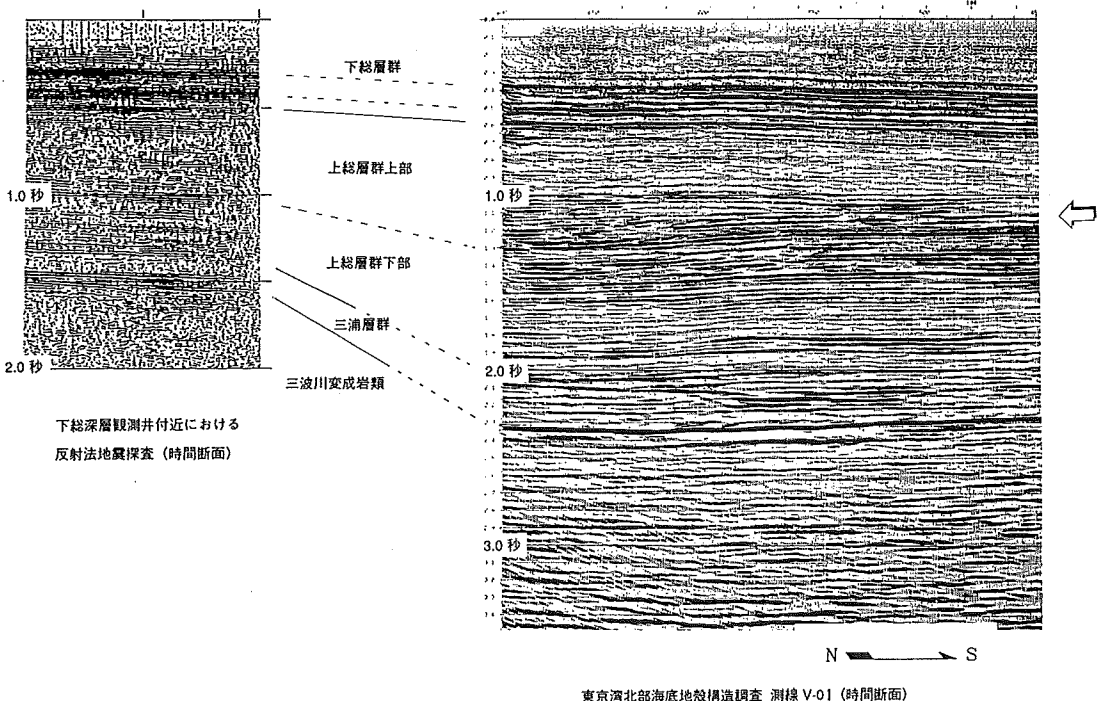 下総層群
上総層群上部
1.0 秒
1.0 秒
上総層群下部
三浦層群
2.0 秒
2.0 秒
三波川変成岩類
下総深層観測井付近における
反射法地震探査（時間断面）
3.0 秒
N S
東京湾北部海底地殻構造調査 測線 V-01（時間断面）